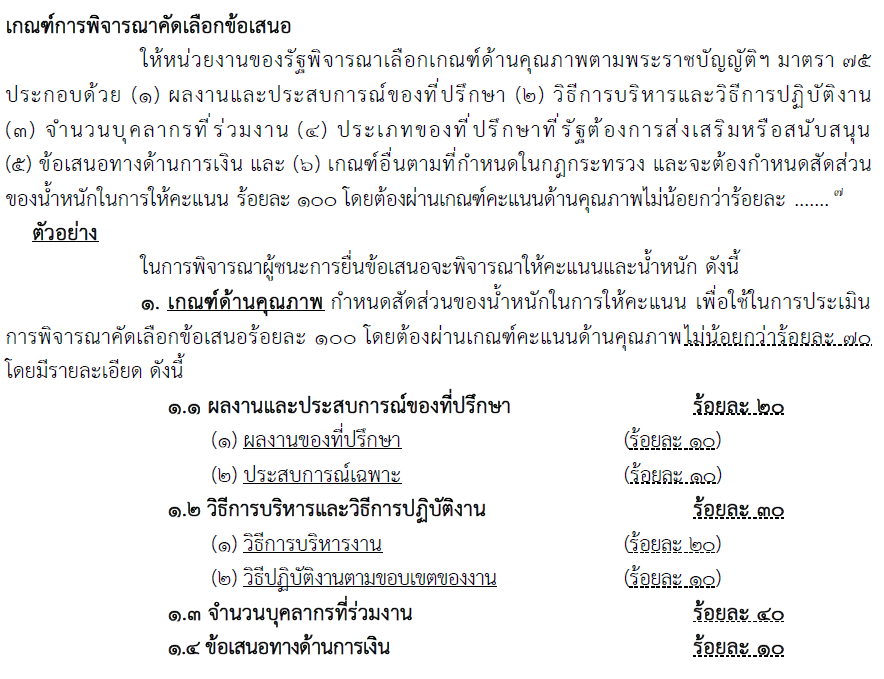 เกณฑ์การพิจารณาคัดเลือกข้อเสนอ
ให้หน่วยงานของรัฐพิจารณาเลือกเกณฑ์ด้านคุณภาพตามพระราชบัญญัติฯ มาตรา ๗๕
ประกอบด้วย (๑) ผลงานและประสบการณ์ของที่ปรึกษา (๒) วิธีการบริหารและวิธีการปฏิบัติงาน
(๓) จำนวนบุคลากรที่ร่วมงาน (๔) ประเภทของที่ปรึกษาที่รัฐต้องการส่งเสริมหรือสนับสนุน
(๕) ข้อเสนอทางด้านการเงิน และ (๖) เกณฑ์อื่นตามที่กำหนดในกฎกระทรวง และจะต้องกำหนดสัดส่วน
ของน้ำหนักในการให้คะแนน ร้อยละ ๑๐๐ โดยต้องผ่านเกณฑ์คะแนนด้านคุณภาพไม่น้อยกว่าร้อยละ ....... ๗
ตัวอย่าง
ในการพิจารณาผู้ชนะการยื่นข้อเสนอจะพิจารณาให้คะแนนและน้ำหนัก ดังนี้
๑. เกณฑ์ด้านคุณภาพ กำหนดสัดส่วนของน้ำหนักในการให้คะแนน เพื่อใช้ในการประเมิน
การพิจารณาคัดเลือกข้อเสนอร้อยละ ๑๐๐ โดยต้องผ่านเกณฑ์คะแนนด้านคุณภาพไม่น้อยกว่าร้อยละ ๗๐
โดยมีรายละเอียด ดังนี้
๑.๑ ผลงานและประสบการณ์ของที่ปรึกษา ร้อยละ ๒๐
(๑) ผลงานของที่ปรึกษา (ร้อยละ ๑๐)
(๒) ประสบการณ์เฉพาะ (ร้อยละ ๑๐)
๑.๒ วิธีการบริหารและวิธีการปฏิบัติงาน ร้อยละ ๓๐
(๑) วิธีการบริหารงาน (ร้อยละ ๒๐)
(๒) วิธีปฏิบัติงานตามขอบเขตของงาน (ร้อยละ ๑๐)
๑.๓ จำนวนบุคลากรที่ร่วมงาน ร้อยละ ๔๐
๑.๔ ข้อเสนอทางด้านการเงิน ร้อยละ ๑๐